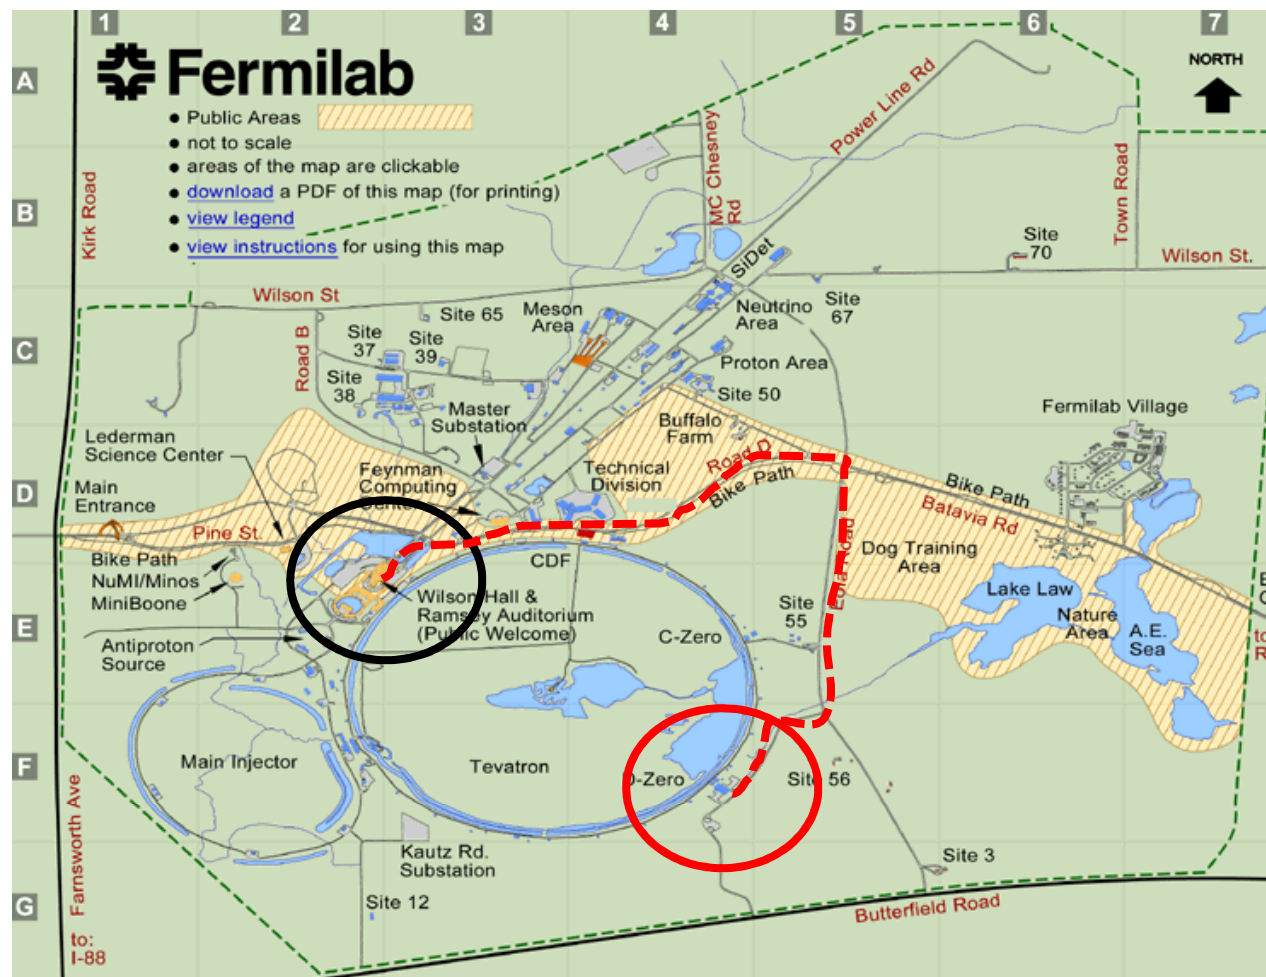 1 2 3 4 5 6 7
A
B
C
D
E
F
G
Fermilab
NORTH
• Public Areas
• not to scale
• areas of the map are clickable
• download a PDF of this map (for printing)
• view legend
• view instructions for using this map
Kirk Road
Power Line Rd
MC Chesney
Rd
Town Road
Site
70
Wilson St.
SiDet
Wilson St
Site 65
Meson
Area
Neutrino
Area
Site
67
Road B
Site
37
Site
39
Site
38
Proton Area
Site 50
Master
Substation
Buffalo
Farm
Fermilab Village
Lederman
Science Center
Feynman
Computing
Center
Technical
Division
Road D
Bike Path
Bike Path
Batavia Rd
Main
Entrance
Pine St.
Bike Path
NuMI/Minos
MiniBoone
CDF
Eola Road
Dog Training
Area
Wilson Hall &
Ramsey Auditorium
(Public Welcome)
C-Zero
Site
55
Lake Law
Nature
Area
A.E.
Sea
E
to
R
Antiproton
Source
Main Injector
Tevatron
D-Zero
Site 56
Farnsworth Ave
Kautz Rd.
Substation
Site 3
Site 12
Butterfield Road
to:
I-88